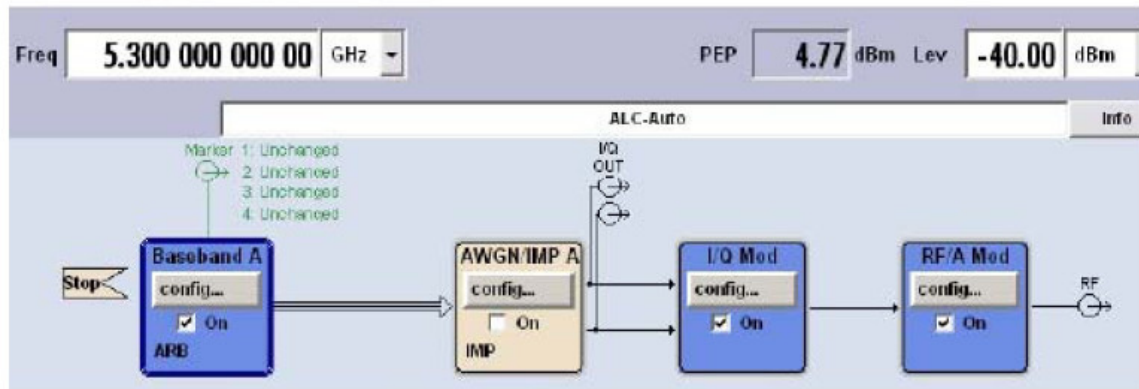 Freq 5.300 000 000 00 GHz PEP 4.77 dBm Lev -40.00 dBm
ALC-Auto Info
Marker 1: Unchanged
2: Unchanged
3: Unchanged
4: Unchanged
I/Q
OUT
Baseband A AWGN/IMP A I/Q Mod RF/A Mod
Stop config... config... config... config... RF
On On On On
ARB IMP